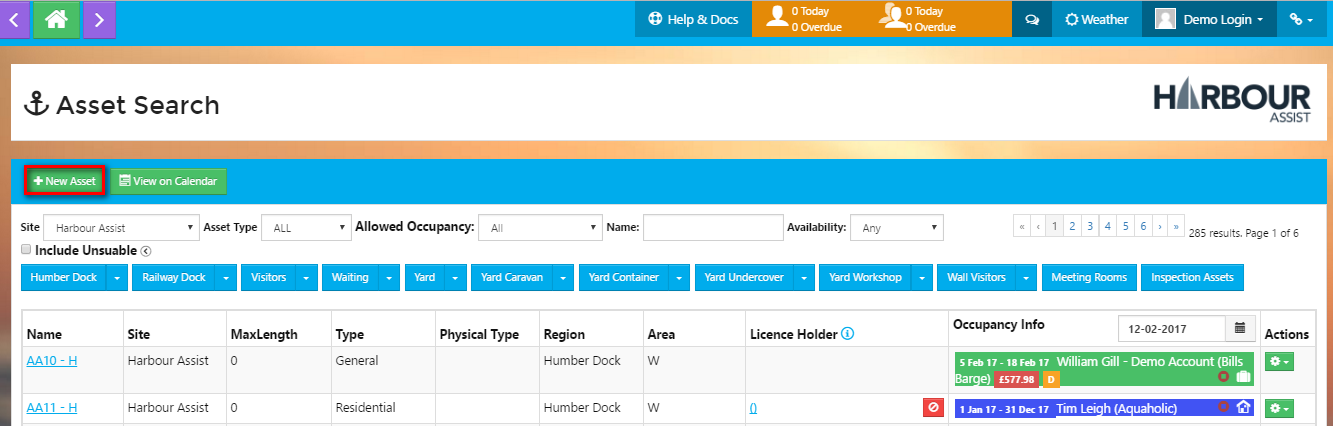 Help & Docs
0 Today
0 Overdue
0 Today
0 Overdue
Weather
Demo Login
Asset Search
HARBOUR
ASSIST
New Asset
View on Calendar
Site Harbour Assist Asset Type ALL Allowed Occupancy: All Name: Availability: Any « ‹ 1 2 3 4 5 6 › » 285 results. Page 1 of 6
Include Unsuable
Humber Dock Railway Dock Visitors Waiting Yard Yard Caravan Yard Container Yard Undercover Yard Workshop Wall Visitors Meeting Rooms Inspection Assets
Name Site MaxLength Type Physical Type Region Area Licence Holder Occupancy Info 12-02-2017 Actions
AA10 - H Harbour Assist 0 General Humber Dock W 5 Feb 17 - 18 Feb 17 William Gill - Demo Account (Bills
Barge) £577.98 D
AA11 - H Harbour Assist 0 Residential Humber Dock W () 1 Jan 17 - 31 Dec 17 Tim Leigh (Aquaholic)